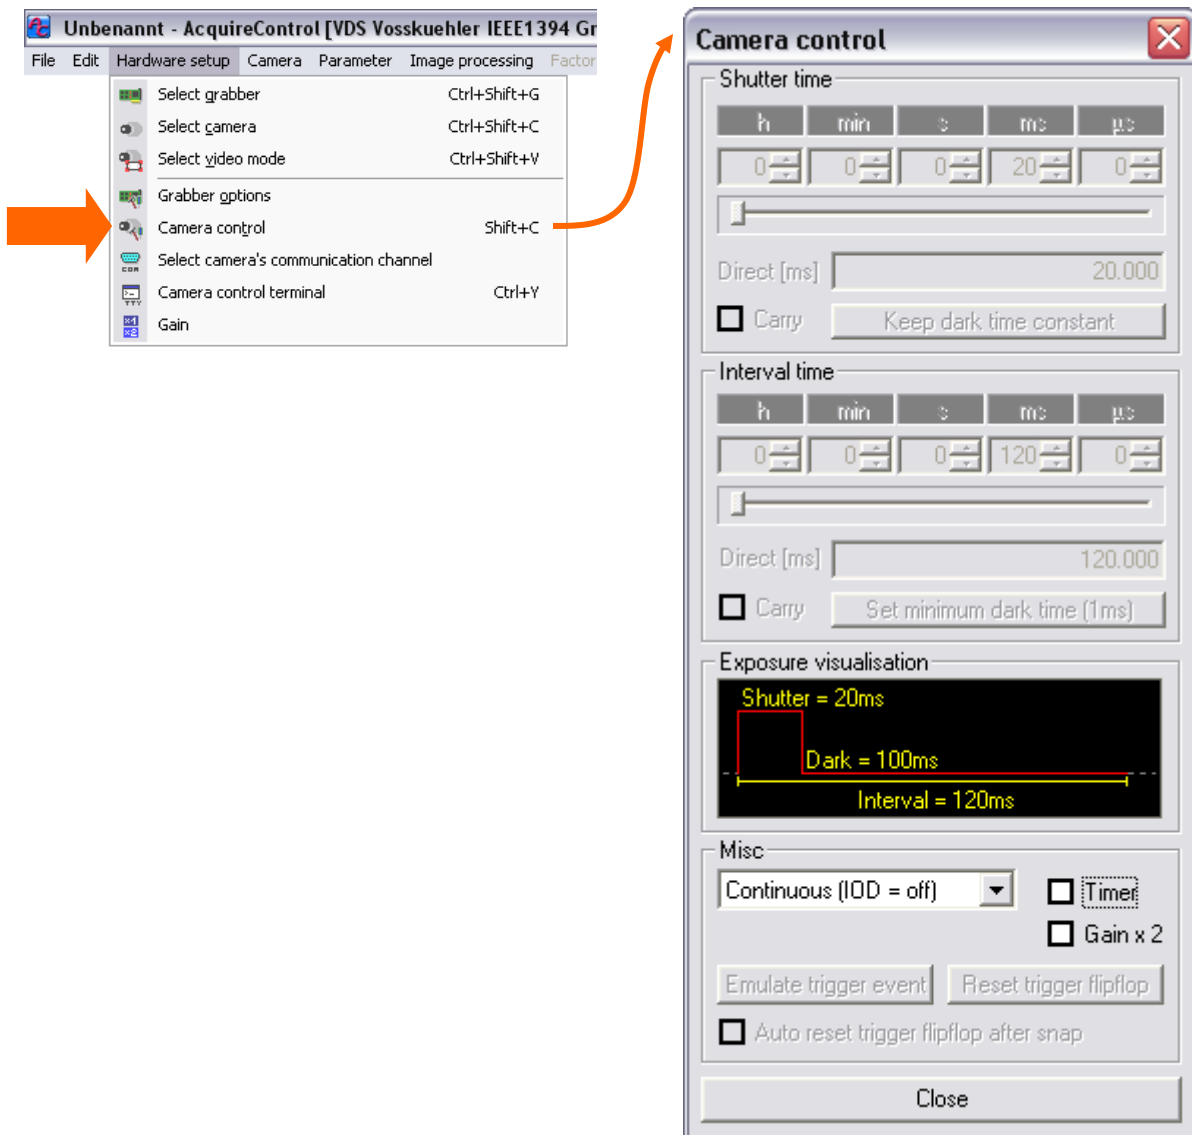 Unbenannt - AcquireControl [VDS Vosskuehler IEEE1394 Gr
File Edit Hardware setup Camera Parameter Image processing Factor
Select grabber Ctrl+Shift+G
Select camera Ctrl+Shift+C
Select video mode Ctrl+Shift+V
Grabber options
Camera control Shift+C
COM Select camera's communication channel
TTY Camera control terminal Ctrl+Y
x1
x2 Gain
Camera control
Shutter time
h min s ms µs
0 0 0 20 0
Direct [ms] 20.000
Carry Keep dark time constant
Interval time
h min s ms µs
0 0 0 120 0
Direct [ms] 120.000
Carry Set minimum dark time (1ms)
Exposure visualisation
Shutter = 20ms
Dark = 100ms
Interval = 120ms
Misc
Continuous (IOD = off) Timer
Gain x 2
Emulate trigger event Reset trigger flipflop
Auto reset trigger flipflop after snap
Close